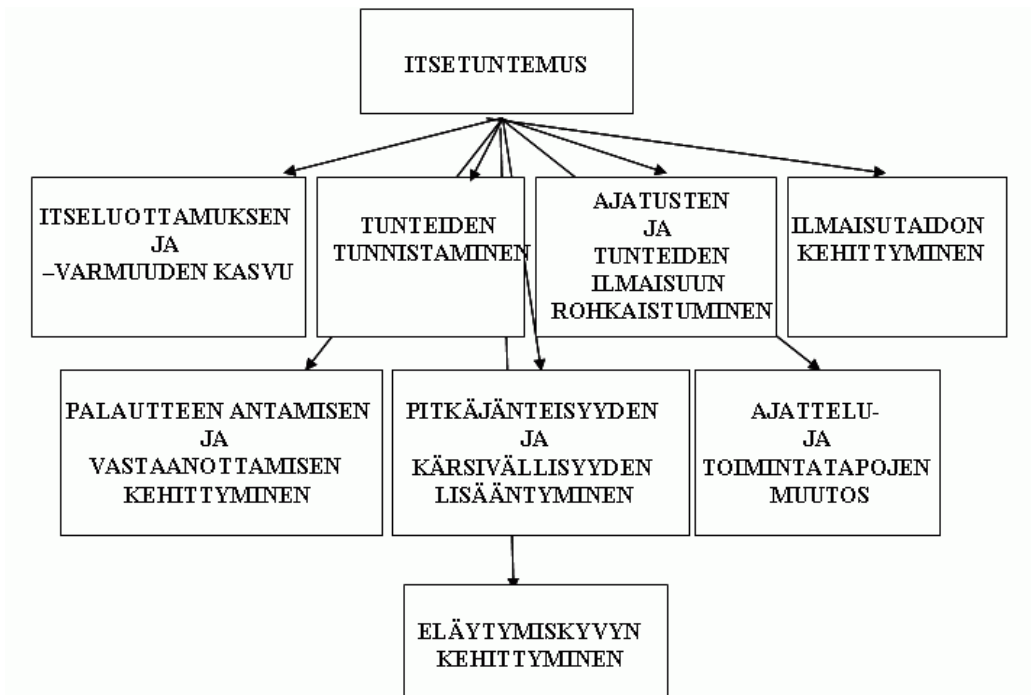 ITSETUNTEMUS
ITSELUOTTAMUKSEN
JA
–VARMUUDEN KASVU
TUNTEIDEN
TUNNISTAMINEN
AJATUSTEN
JA
TUNTEIDEN
ILMAISUUN
ROHKAISTUMINEN
ILMAISUTAIDON
KEHITTYMINEN
PALAUTTEEN ANTAMISEN
JA
VASTAANOTTAMISEN
KEHITTYMINEN
PITKÄJÄNTEISYYDEN
JA
KÄRSIVÄLLISYYDEN
LISÄÄNTYMINEN
AJATTELU-
JA
TOIMINTATAPOJEN
MUUTOS
ELÄYTYMISKYVYN
KEHITTYMINEN